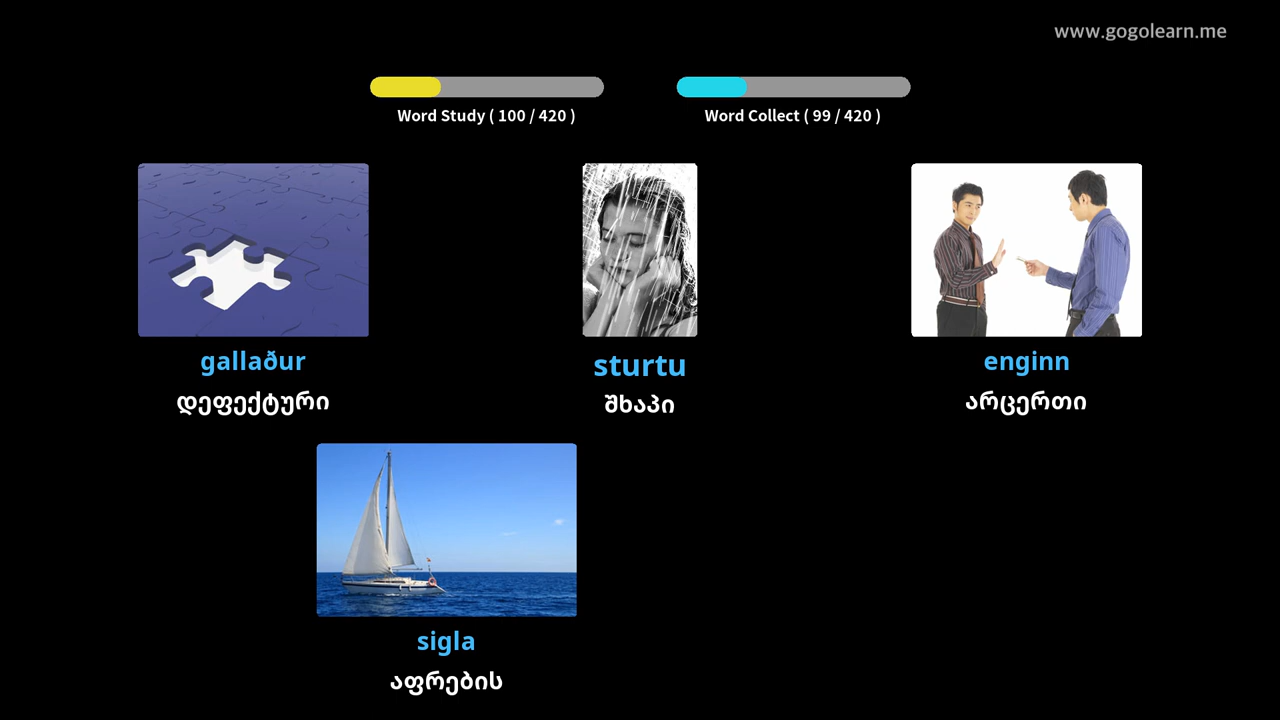 www.gogolearn.me
Word Study ( 100 / 420 )
Word Collect ( 99 / 420 )
gallaður
დეფექტური
sturtu
შხაპი
enginn
არცერთი
sigla
აფრების